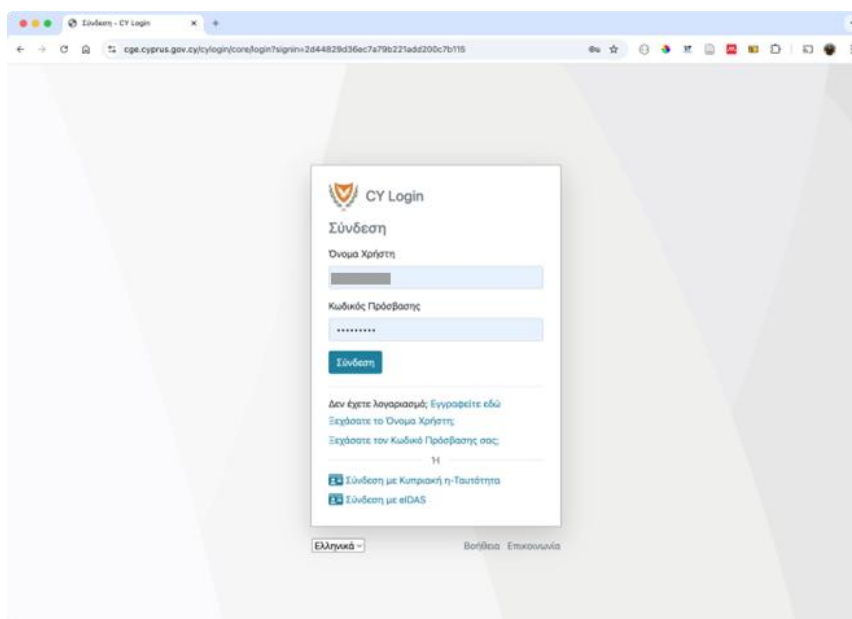 Σύνδεση - CY Login
cge.cyprus.gov.cy/cylogin/core/login?signin=2d44829d36ec7a79b221add200c7b115
CY Login
Σύνδεση
Όνομα Χρήστη
Κωδικός Πρόσβασης
Σύνδεση
Δεν έχετε λογαριασμό; Εγγραφείτε εδώ
Ξεχάσατε το Όνομα Χρήστη;
Ξεχάσατε τον Κωδικό Πρόσβασης σας;
Ή
Σύνδεση με Κυπριακή η-Ταυτότητα
Σύνδεση με eIDAS
Ελληνικά
Βοήθεια Επικοινωνία